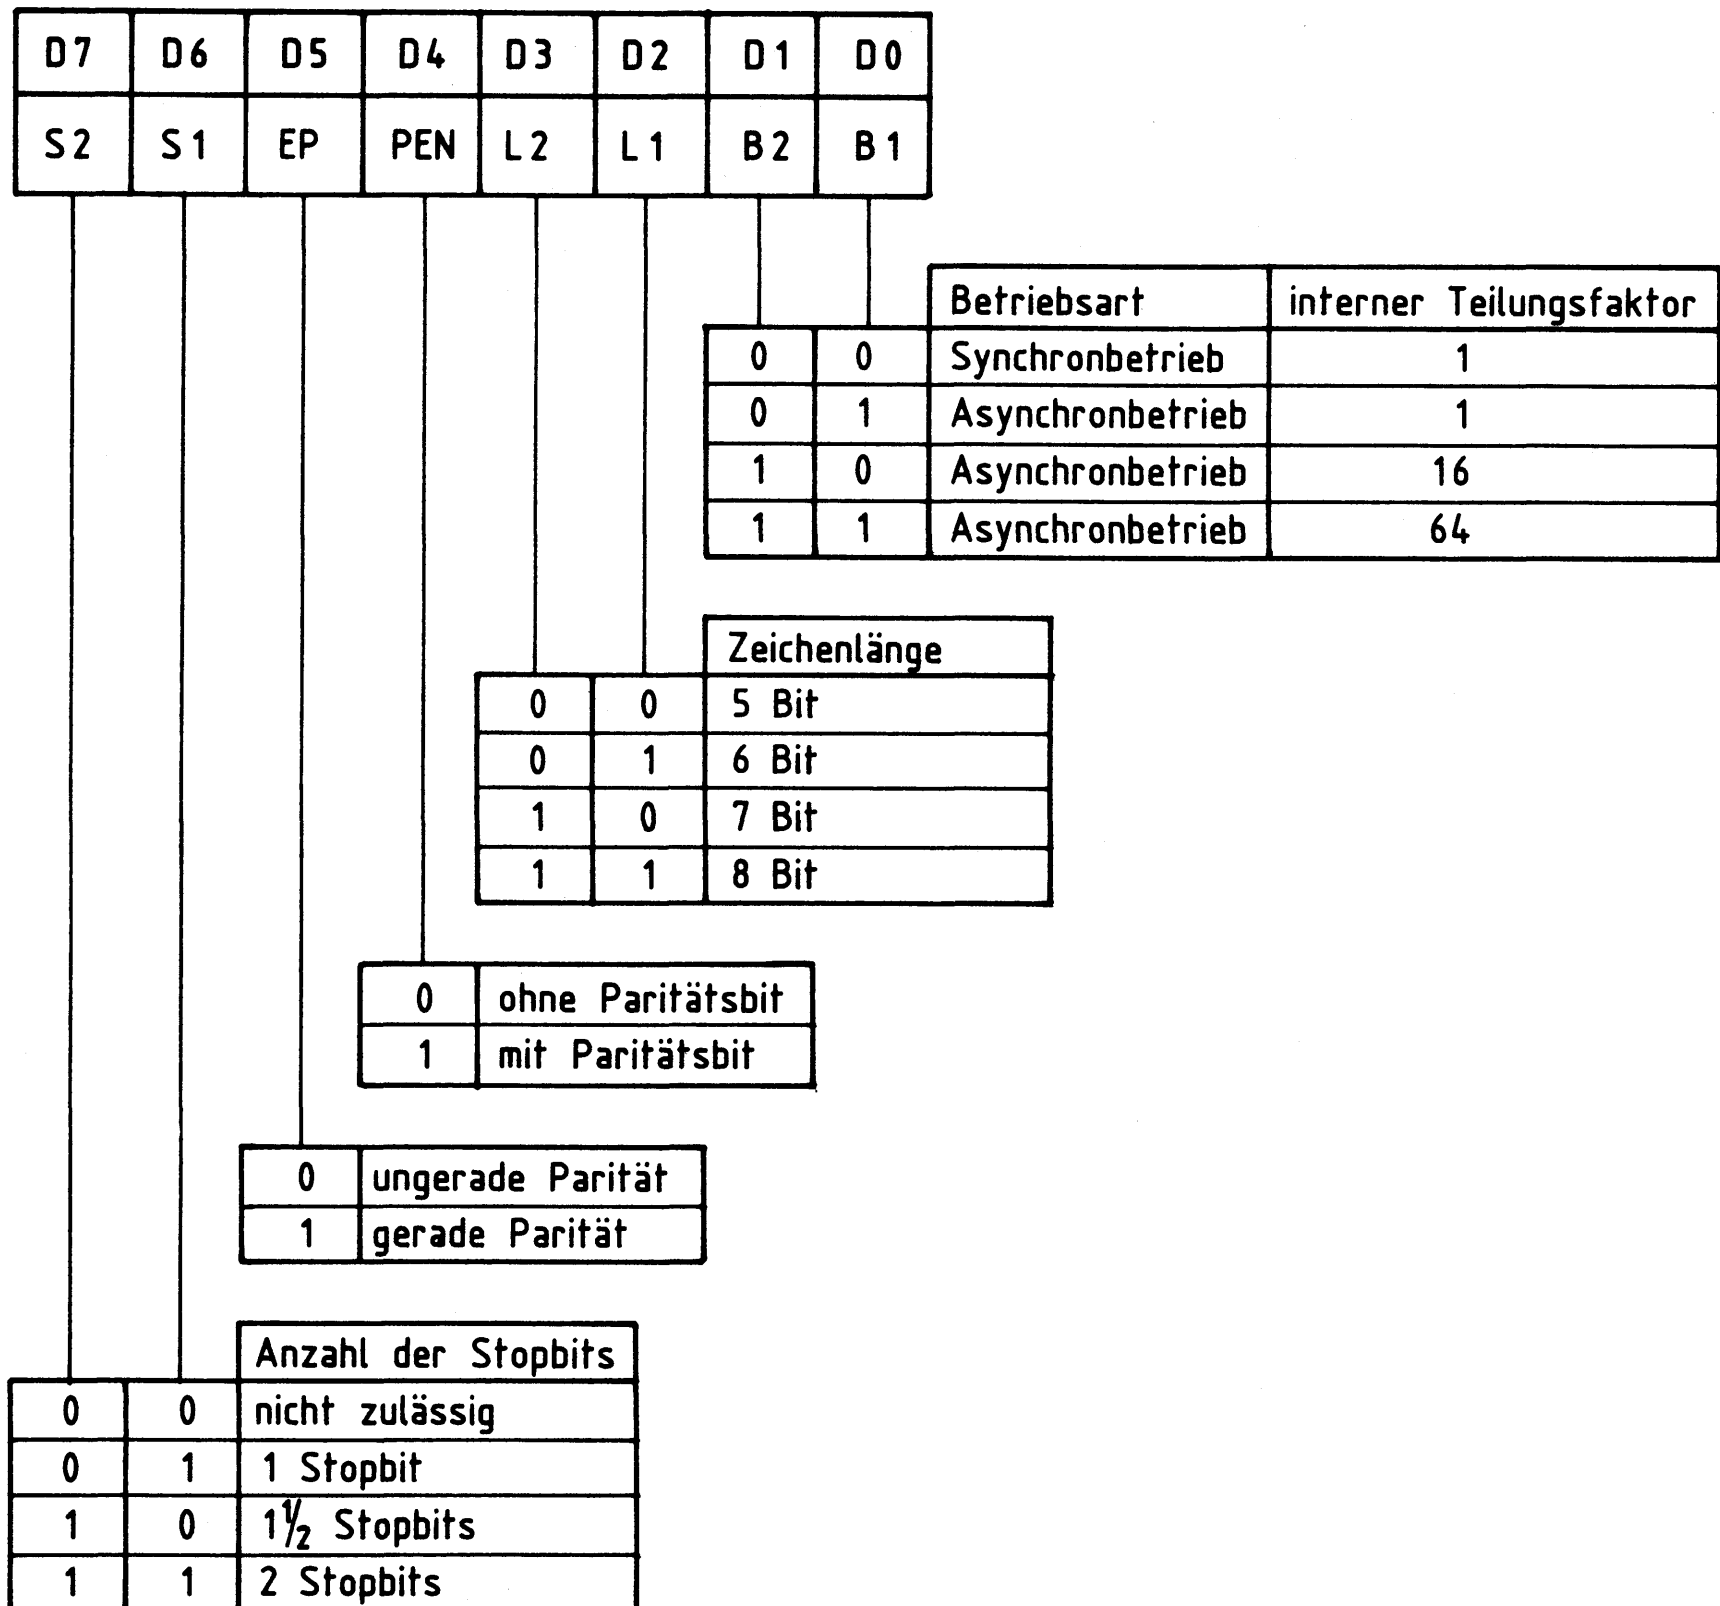 D7 D6 D5 D4 D3 D2 D1 D0
S2 S1 EP PEN L2 L1 B2 B1
Betriebsart interner Teilungsfaktor
0 0 Synchronbetrieb 1
0 1 Asynchronbetrieb 1
1 0 Asynchronbetrieb 16
1 1 Asynchronbetrieb 64
Zeichenlänge
0 0 5 Bit
0 1 6 Bit
1 0 7 Bit
1 1 8 Bit
0 ohne Paritätsbit
1 mit Paritätsbit
0 ungerade Parität
1 gerade Parität
Anzahl der Stopbits
0 0 nicht zulässig
0 1 1 Stopbit
1 0 1½ Stopbits
1 1 2 Stopbits